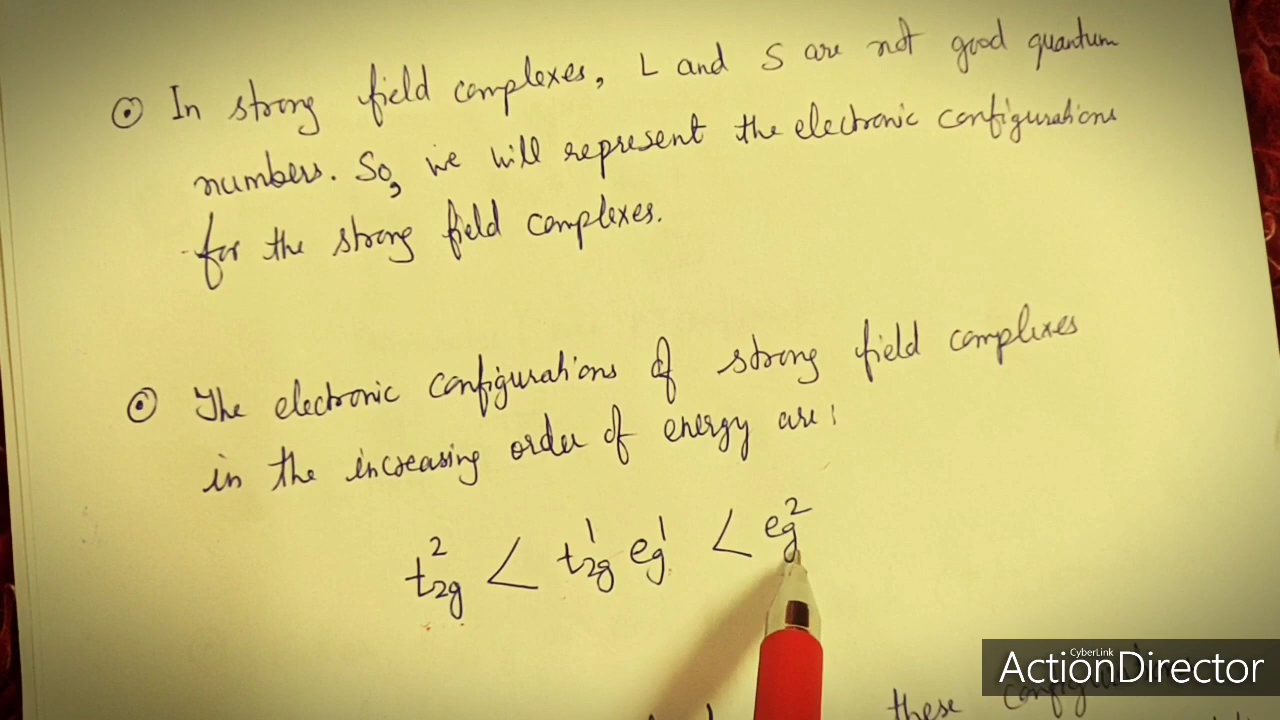 ⊙ In strong field complexes, L and S are not good quantum
numbers. So, we will represent the electronic configurations
for the strong field complexes.
⊙ The electronic configurations of strong field complexes
in the increasing order of energy are:
t₂g² < t₂g¹ eg¹ < eg²
these
CyberLink
ActionDirector